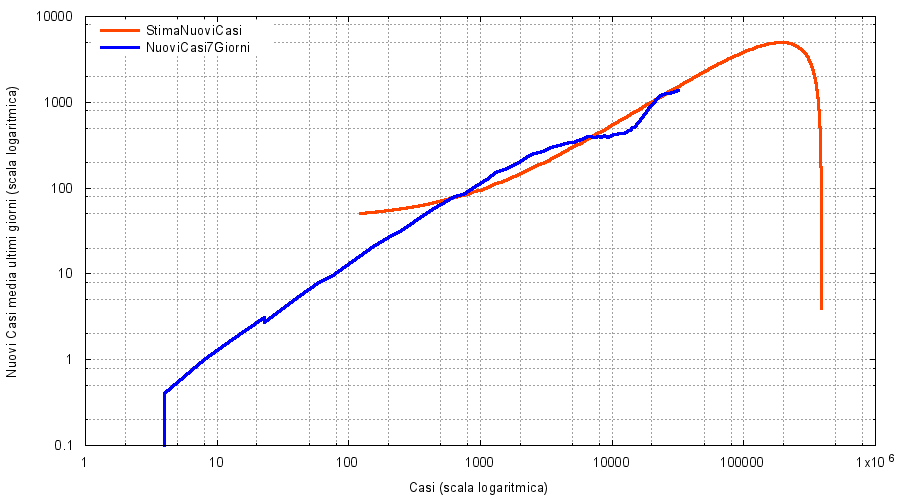 10000
1000
100
10
1
0.1
StimaNuoviCasi
NuoviCasi7Giorni
Nuovi Casi media ultimi giorni (scala logaritmica)
1 10 100 1000 10000 100000 1x10 6
Casi (scala logaritmica)